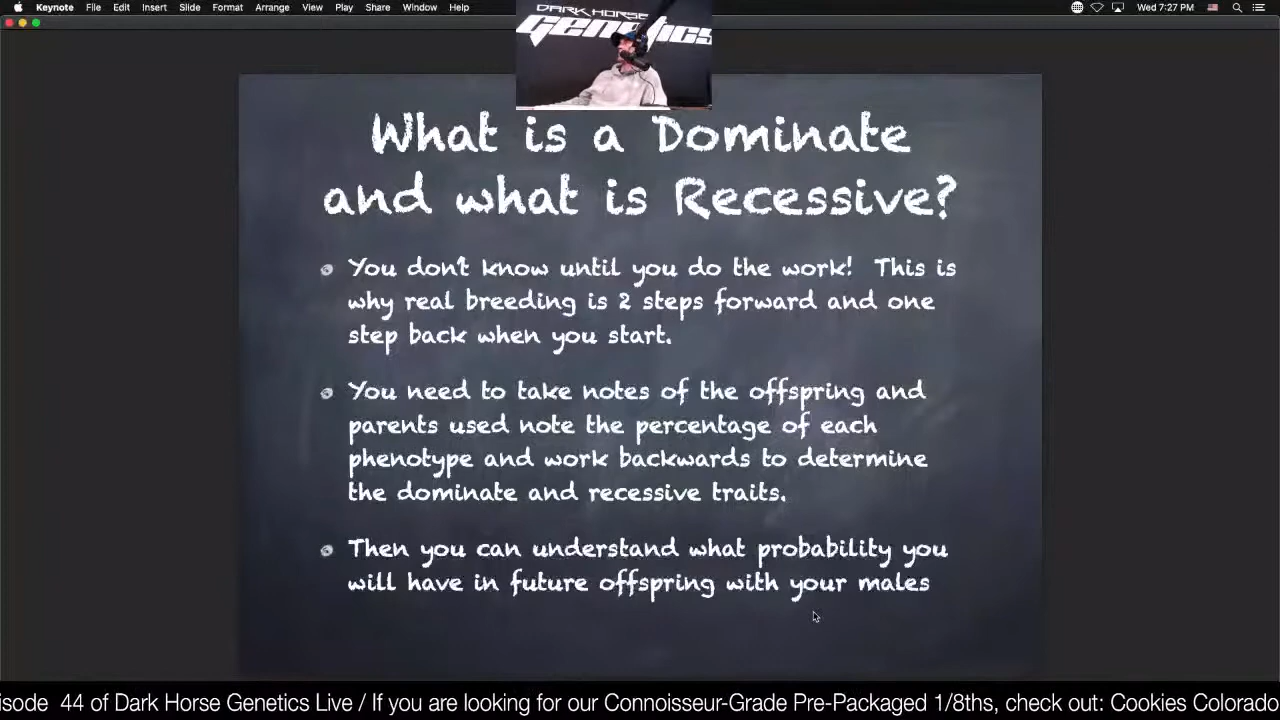 Keynote File Edit Insert Slide Format Arrange View Play Share Window Help Wed 7:27 PM
DARK HORSE
genetics
What is a Dominate
and what is Recessive?
You don't know until you do the work! This is
why real breeding is 2 steps forward and one
step back when you start.
You need to take notes of the offspring and
parents used note the percentage of each
phenotype and work backwards to determine
the dominate and recessive traits.
Then you can understand what probability you
will have in future offspring with your males
isode 44 of Dark Horse Genetics Live / If you are looking for our Connoisseur-Grade Pre-Packaged 1/8ths, check out: Cookies Colorado